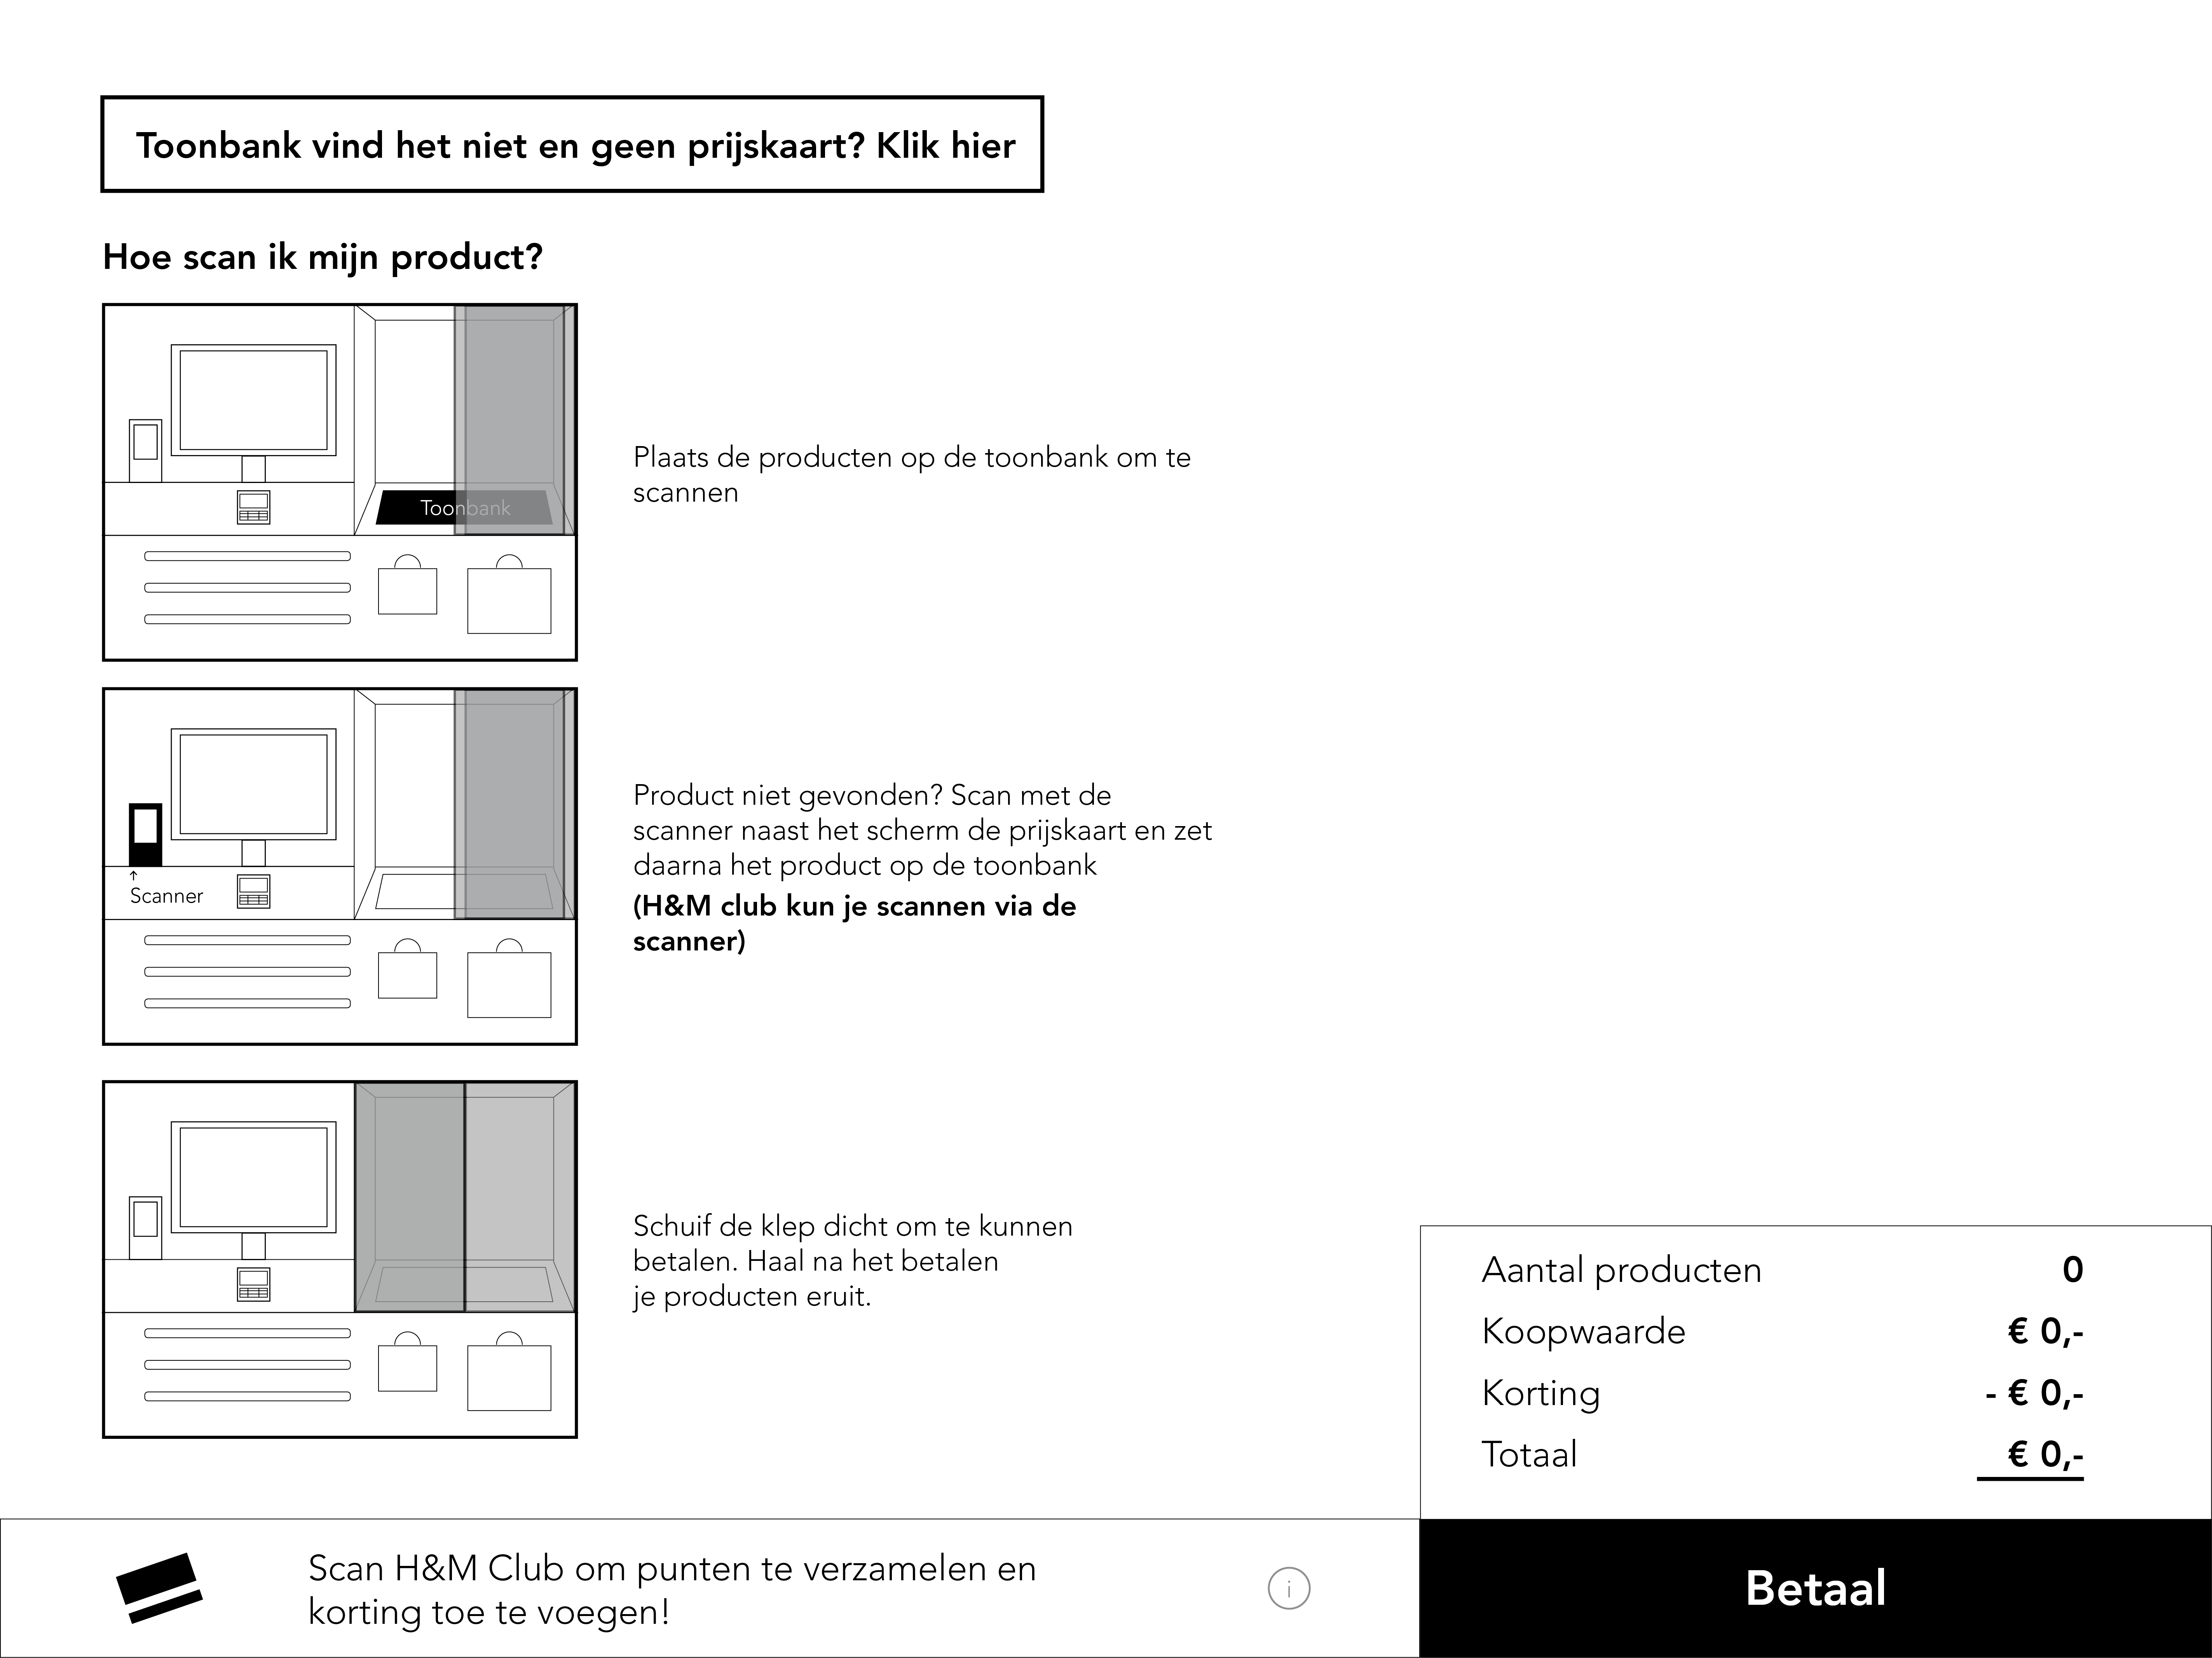 Toonbank vind het niet en geen prijskaart? Klik hier
Hoe scan ik mijn product?
Toonbank
Plaats de producten op de toonbank om te
scannen
Scanner
Product niet gevonden? Scan met de
scanner naast het scherm de prijskaart en zet
daarna het product op de toonbank
(H&M club kun je scannen via de
scanner)
Schuif de klep dicht om te kunnen
betalen. Haal na het betalen
je producten eruit.
Aantal producten 0
Koopwaarde € 0,-
Korting - € 0,-
Totaal € 0,-
Scan H&M Club om punten te verzamelen en
korting toe te voegen!
i
Betaal